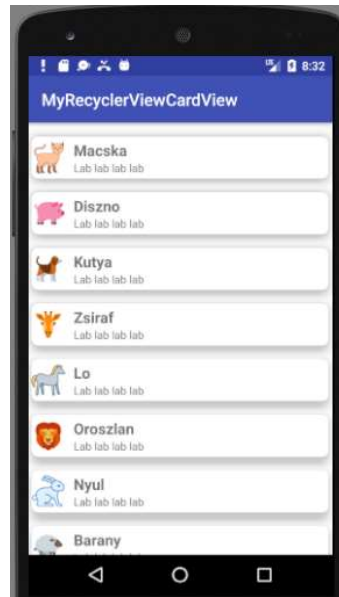 8:32
MyRecyclerViewCardView
Macska
Lab lab lab lab
Diszno
Lab lab lab lab
Kutya
Lab lab lab lab
Zsiraf
Lab lab lab lab
Lo
Lab lab lab lab
Oroszlan
Lab lab lab lab
Nyul
Lab lab lab lab
Barany